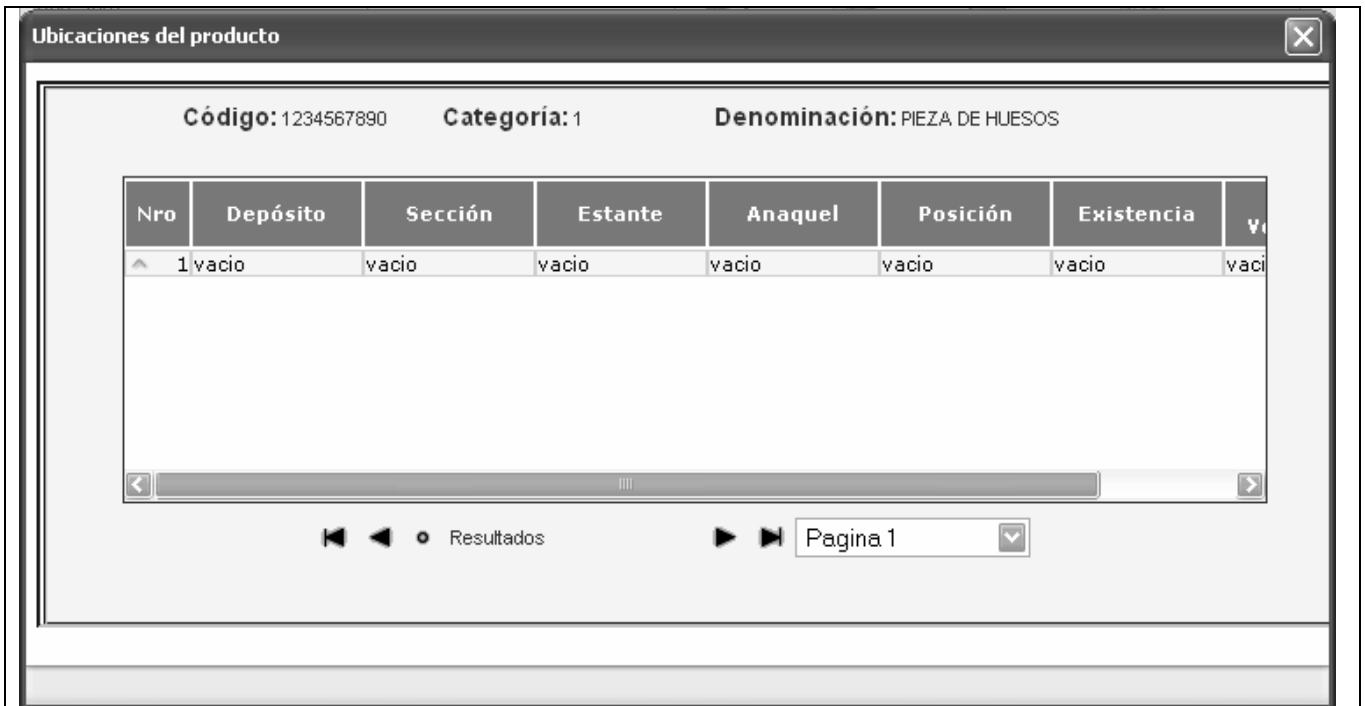 Ubicaciones del producto
Código: 1234567890 Categoría: 1 Denominación: PIEZA DE HUESOS
Nro Depósito Sección Estante Anaquel Posición Existencia
1 vacio vacio vacio vacio vacio vacio vaci
Resultados Pagina 1